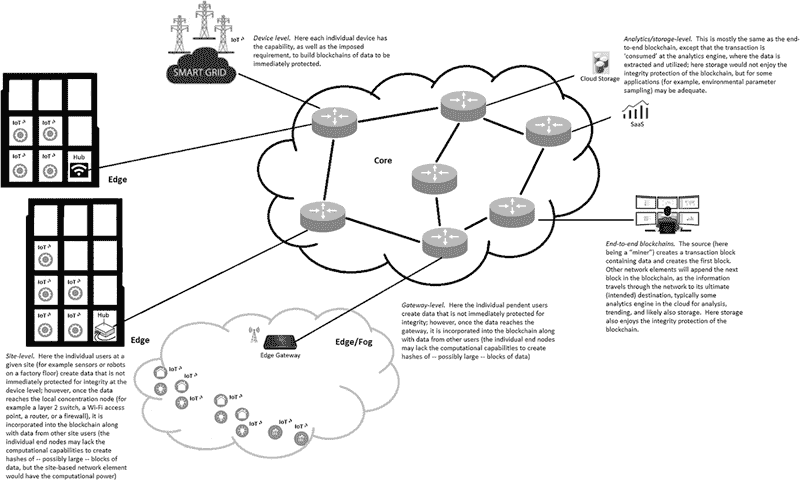 IoT
SMART GRID
Device level. Here each individual device has
the capability, as well as the imposed
requirement, to build blockchains of data to be
immediately protected.
Analytics/storage-level. This is mostly the same as the end-
to-end blockchain, except that the transaction is
'consumed' at the analytics engine, where the data is
extracted and utilized; here storage would not enjoy the
integrity protection of the blockchain, but for some
applications (for example, environmental parameter
sampling) may be adequate.
Cloud Storage
SaaS
IoT IoT
IoT IoT Hub
Edge
Core
End-to-end blockchains. The source (here
being a "miner") creates a transaction block
containing data and creates the first block.
Other network elements will append the next
block in the blockchain, as the information
travels through the network to its ultimate
(intended) destination, typically some
analytics engine in the cloud for analysis,
trending, and likely also storage. Here storage
also enjoys the integrity protection of the
blockchain.
IoT
IoT IoT
IoT IoT Hub
Edge
Gateway-level. Here the individual pendent users
create data that is not immediately protected for
integrity; however, once the data reaches the
gateway, it is incorporated into the blockchain along
with data from other users (the individual end nodes
may lack the computational capabilities to create
hashes of -- possibly large -- blocks of data)
Edge/Fog
Edge Gateway
IoT
IoT
IoT
IoT
IoT
IoT
IoT
IoT
Site-level. Here the individual users at a
given site (for example sensors or robots
on a factory floor) create data that is not
immediately protected for integrity at the
device level; however, once the data
reaches the local concentration node (for
example a layer 2 switch, a Wi-Fi access
point, a router, or a firewall), it is
incorporated into the blockchain along
with data from other site users (the
individual end nodes may lack the
computational capabilities to create
hashes of -- possibly large -- blocks of
data, but the site-based network element
would have the computational power)